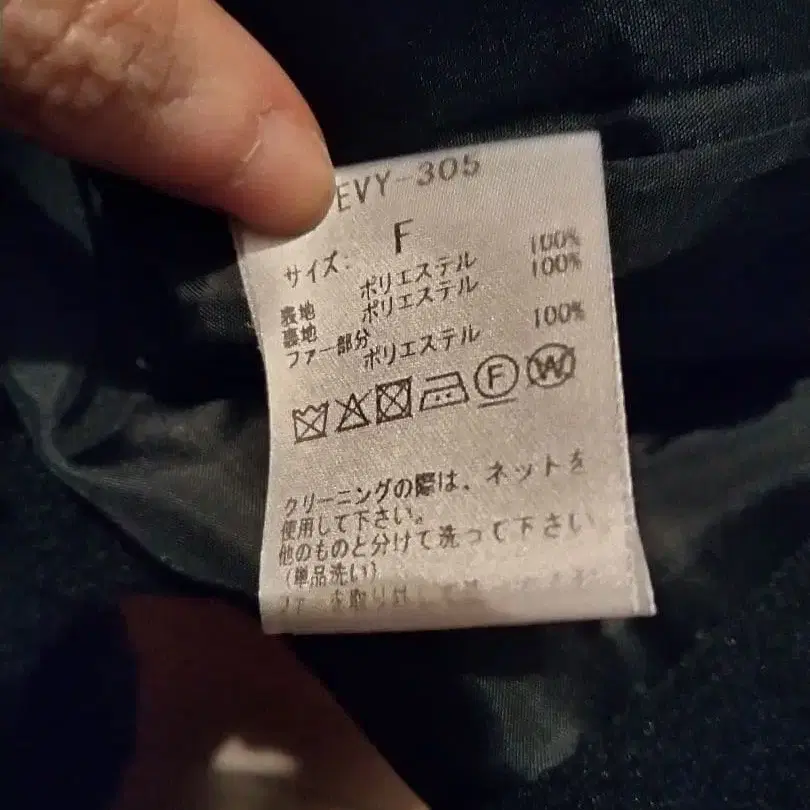 EVY-305
サイズ: F
表地 ポリエステル 100%
裏地 ポリエステル 100%
ファー部分 ポリエステル 100%
F W
クリーニングの際は、ネットを
使用して下さい。
他のものと分けて洗って下さい
(単品洗い)